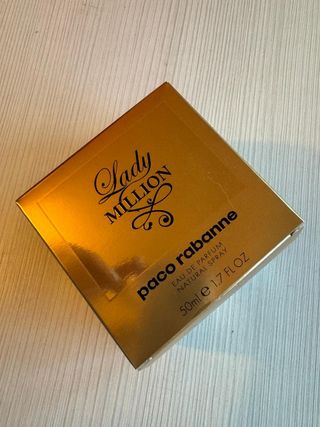 Lady
MILLION
paco rabanne
EAU DE PARFUM
NATURAL SPRAY
50ml e 1.7 FL OZ